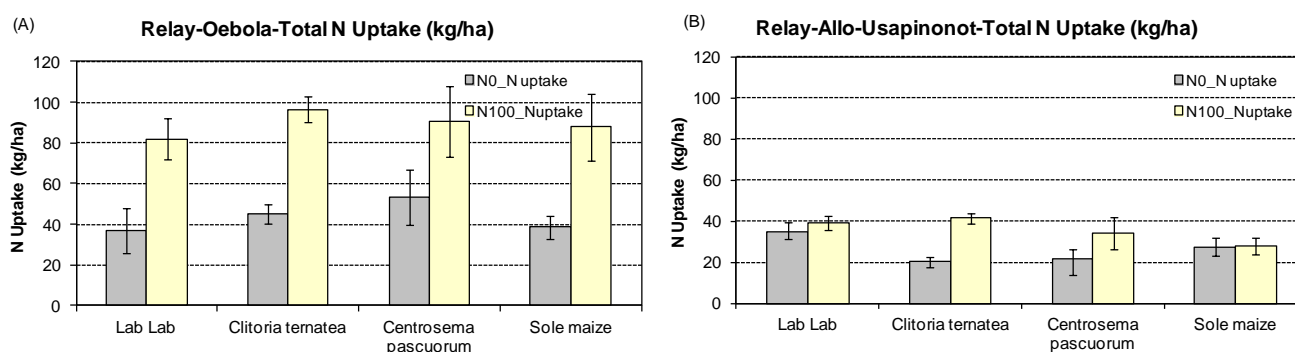 (A)
Relay-Oebola-Total N Uptake (kg/ha)
120
100
80
60
40
20
0
N Uptake (kg/ha)
N0_N uptake
N100_Nuptake
Lab Lab
Clitoria ternatea
Centrosema
pascuorum
Sole maize
(B)
Relay-Allo-Usapinonot-Total N Uptake (kg/ha)
120
100
80
60
40
20
0
N Uptake (kg/ha)
N0_Nuptake
N100_Nuptake
Lab Lab
Clitoria ternatea
Centrosema
pascuorum
Sole maize